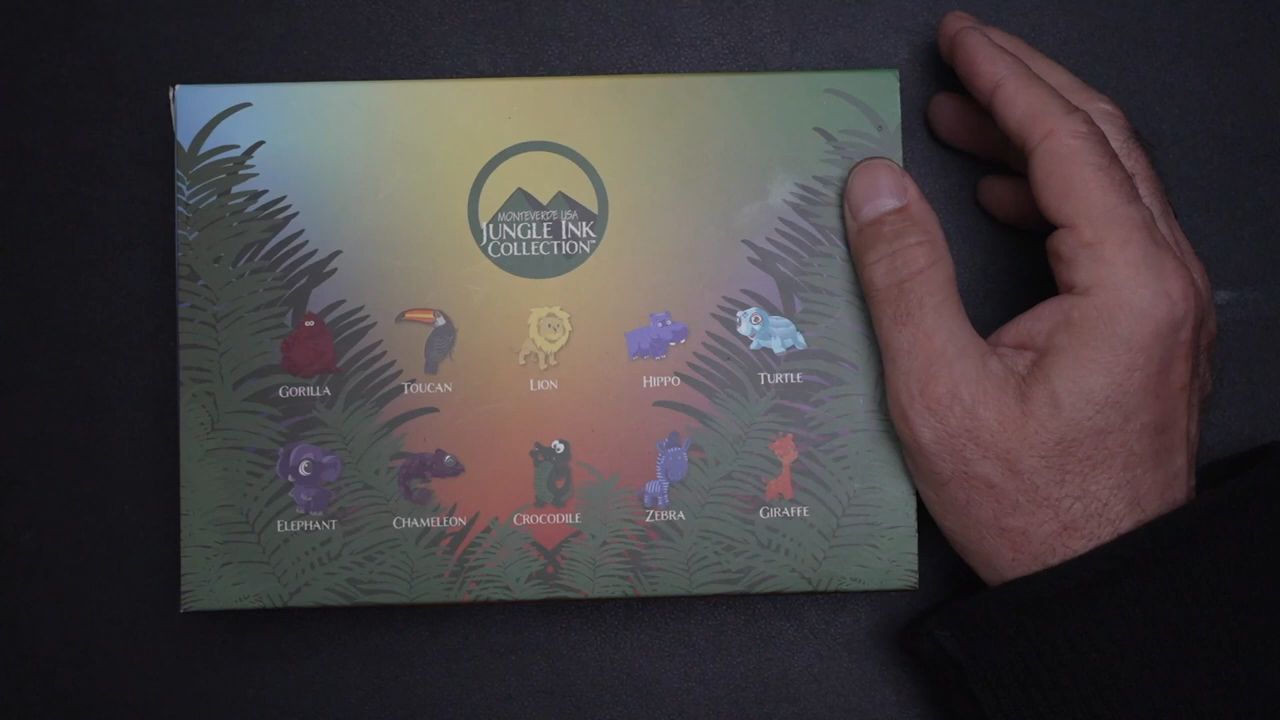 MONTEVERDE USA
JUNGLE INK
COLLECTION™
GORILLA
TOUCAN
LION
HIPPO
TURTLE
ELEPHANT
CHAMELEON
CROCODILE
ZEBRA
GIRAFFE